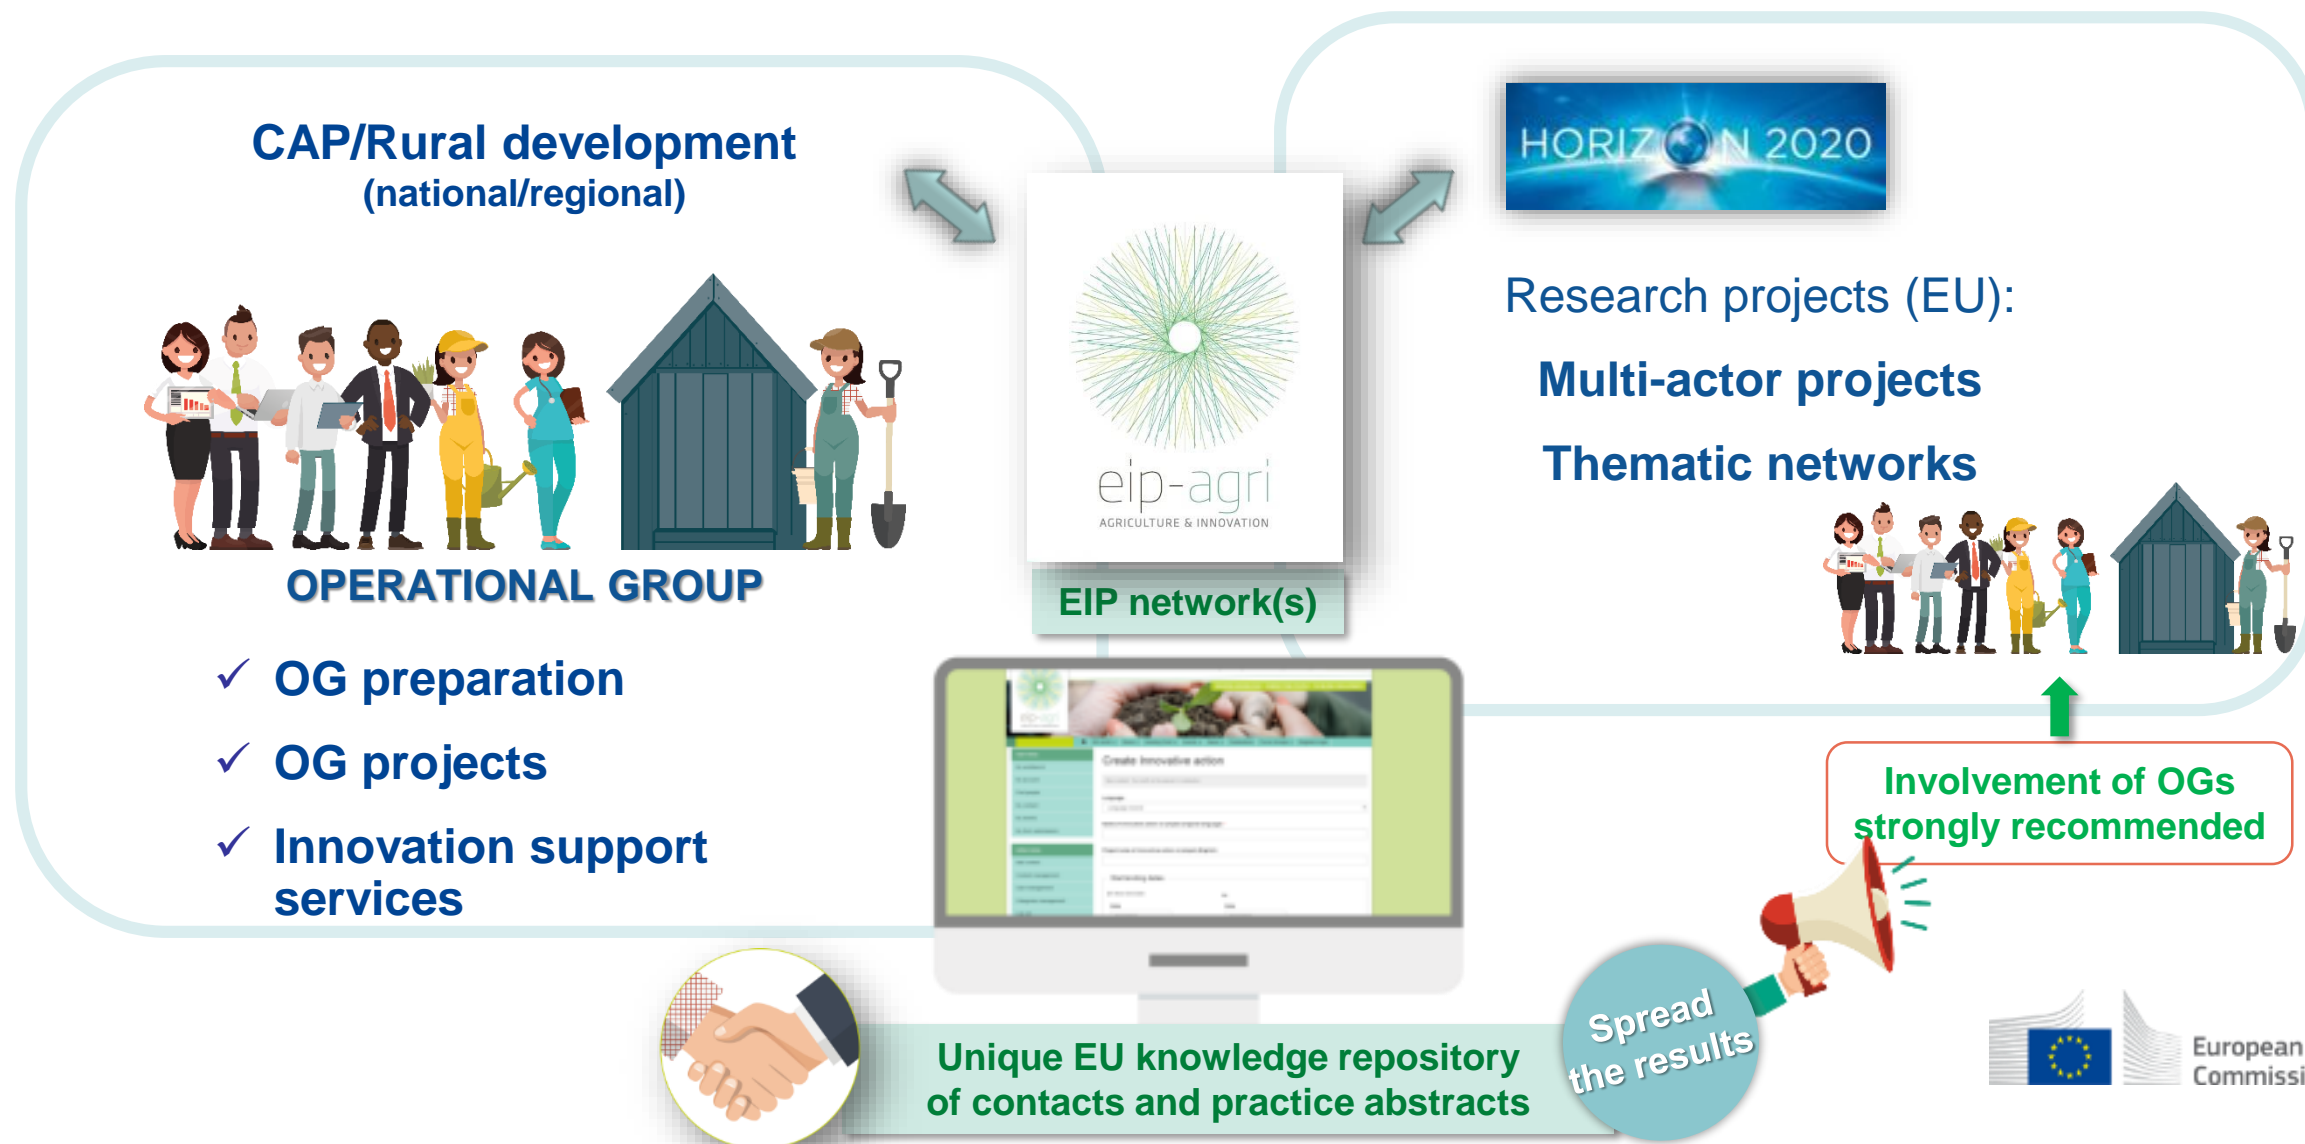 CAP/Rural development
(national/regional)
OPERATIONAL GROUP
OG preparation
OG projects
Innovation support
services
eip-agri
AGRICULTURE & INNOVATION
EIP network(s)
HORIZON 2020
Research projects (EU):
Multi-actor projects
Thematic networks
Involvement of OGs
strongly recommended
eip-agri
Create Innovative action
Unique EU knowledge repository
of contacts and practice abstracts
Spread
the results
European
Commissi